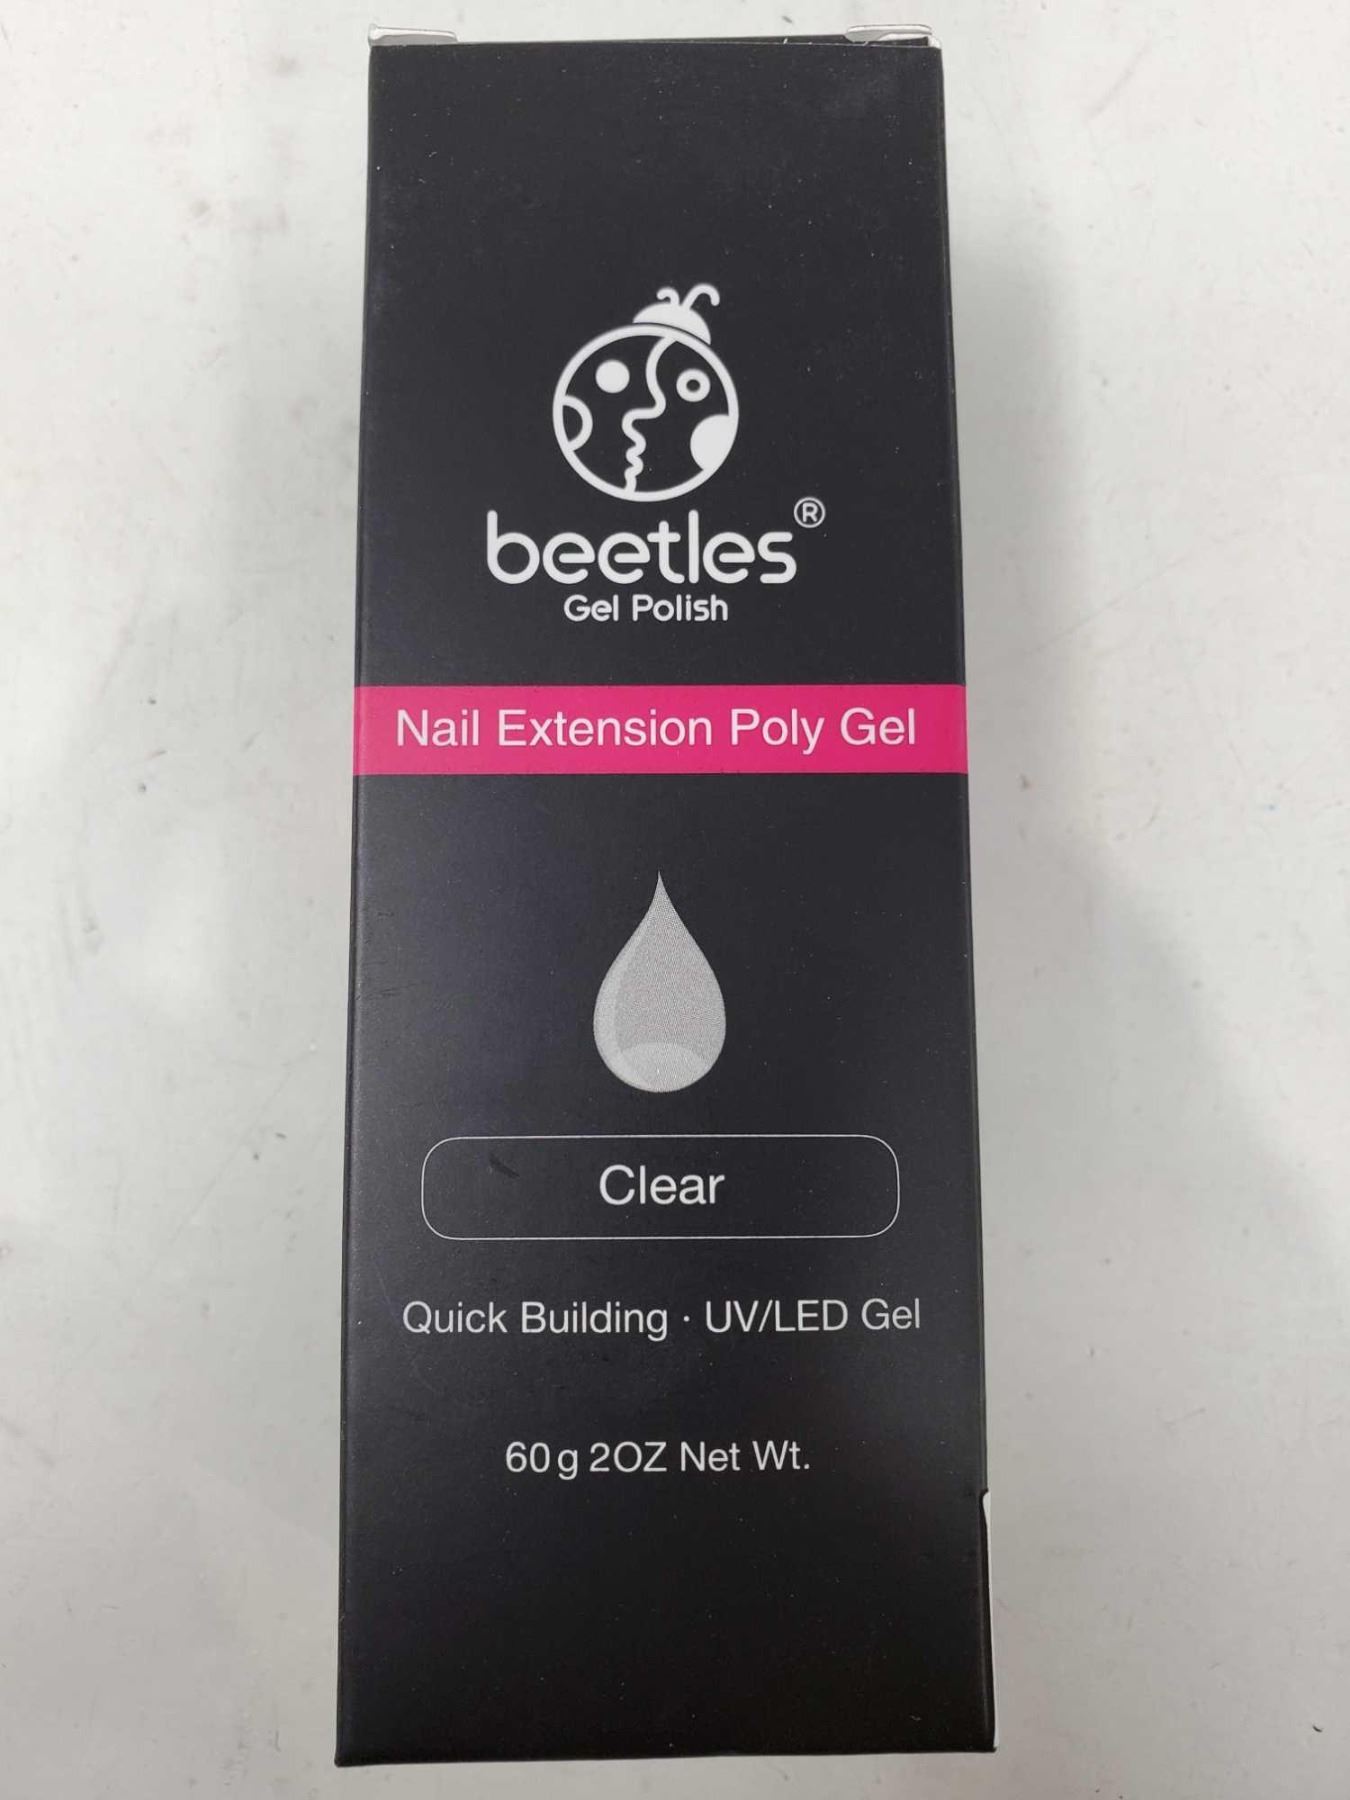 beetles®
Gel Polish
Nail Extension Poly Gel
Clear
Quick Building · UV/LED Gel
60g 2OZ Net Wt.